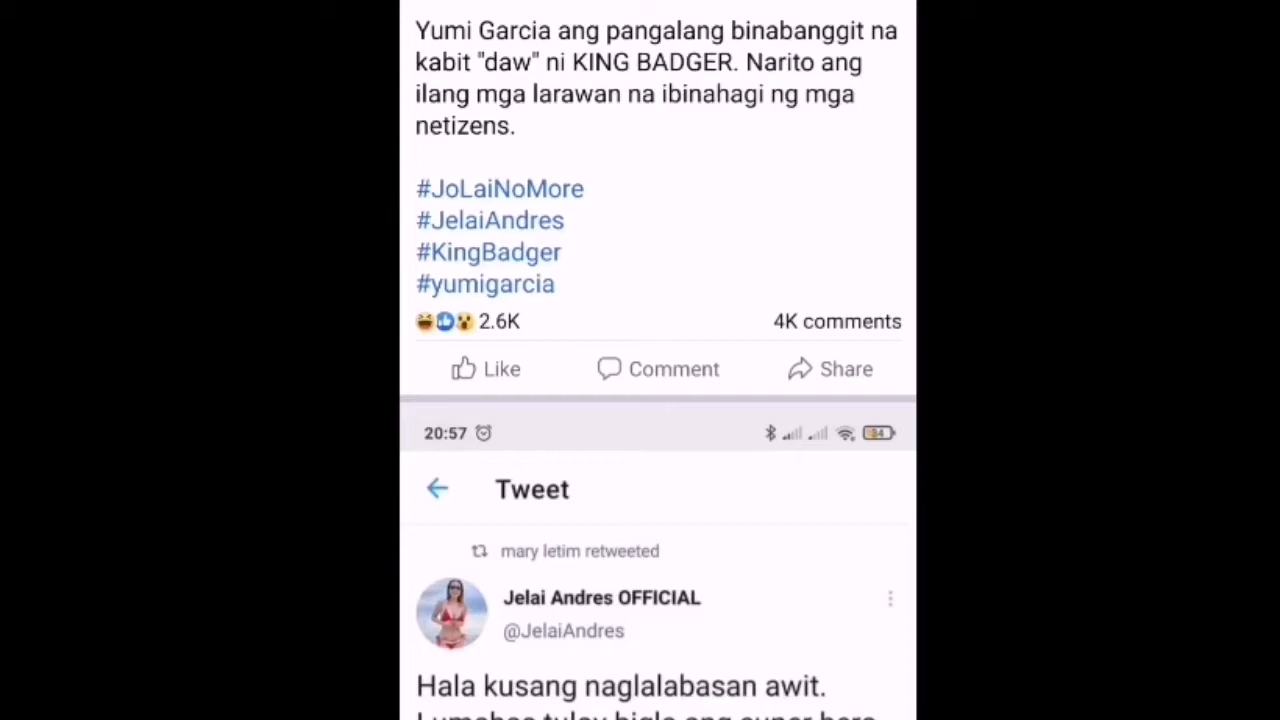 Yumi Garcia ang pangalang binabanggit na
kabit "daw" ni KING BADGER. Narito ang
ilang mga larawan na ibinahagi ng mga
netizens.
#JoLaiNoMore
#JelaiAndres
#KingBadger
#yumigarcia
2.6K 4K comments
Like Comment Share
20:57 84
Tweet
mary letim retweeted
Jelai Andres OFFICIAL
@JelaiAndres
Hala kusang naglalabasan awit.